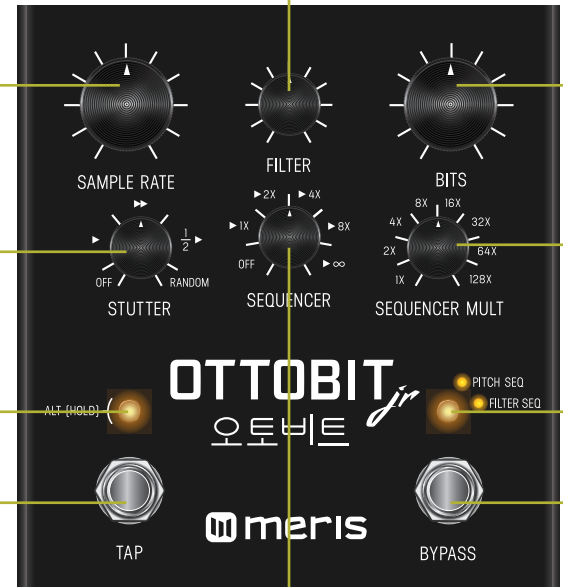 SAMPLE RATE
FILTER
BITS
▶▶
▶
1/2 ▶
OFF
RANDOM
STUTTER
▶2X
▶4X
▶1X
▶8X
OFF
▶∞
SEQUENCER
8X
16X
4X
32X
2X
64X
1X
128X
SEQUENCER MULT
OTTOBIT jr
오토비트
ALT (HOLD)
PITCH SEQ
FILTER SEQ
TAP
meris
BYPASS